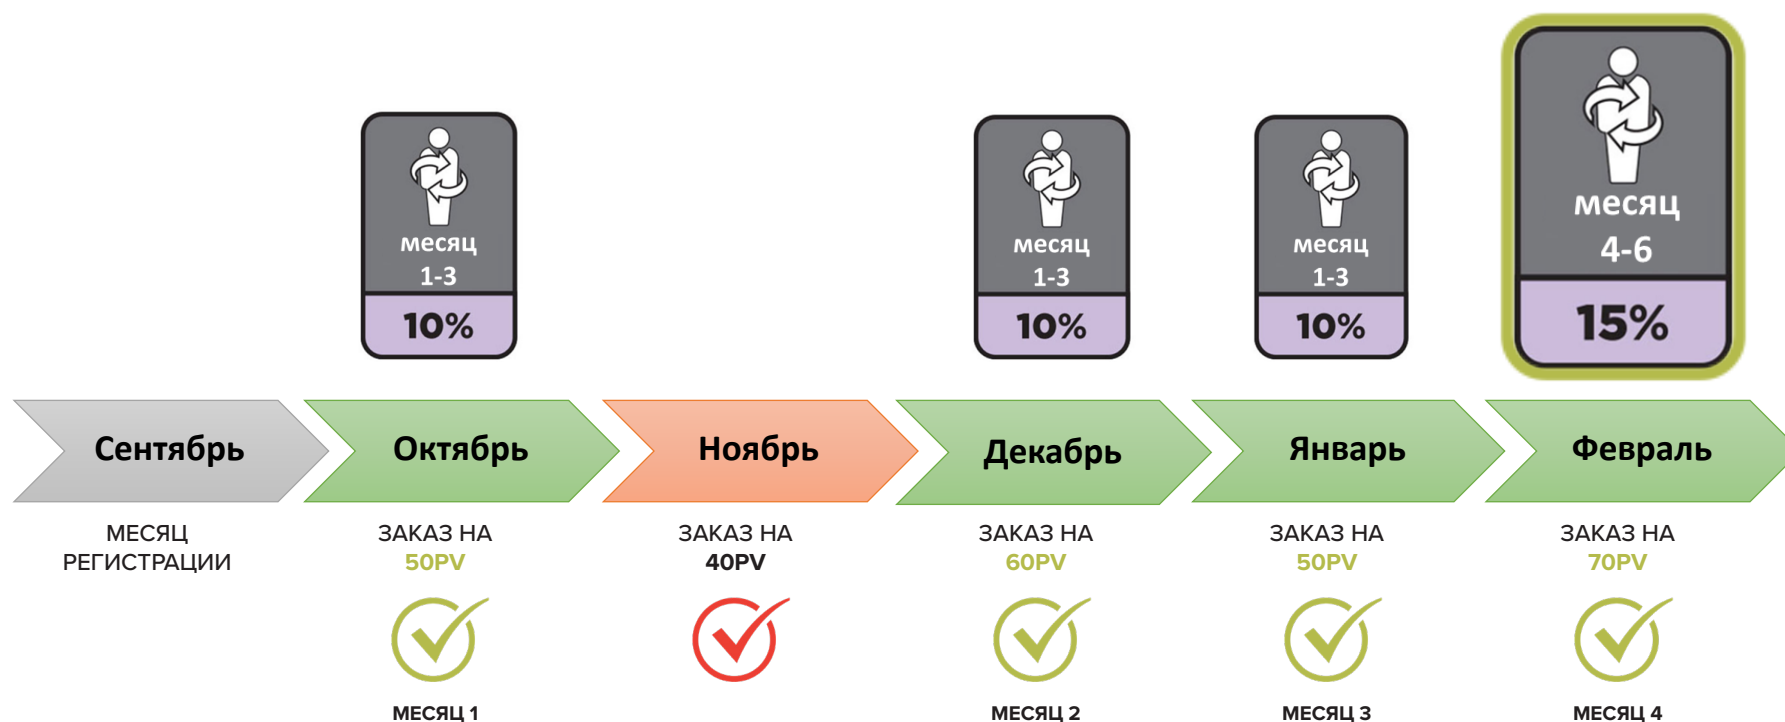 месяц
1-3
10%
месяц
1-3
10%
месяц
1-3
10%
месяц
4-6
15%
Сентябрь
Октябрь
Ноябрь
Декабрь
Январь
Февраль
МЕСЯЦ
РЕГИСТРАЦИИ
ЗАКАЗ НА
50PV
ЗАКАЗ НА
40PV
ЗАКАЗ НА
60PV
ЗАКАЗ НА
50PV
ЗАКАЗ НА
70PV
МЕСЯЦ 1
МЕСЯЦ 2
МЕСЯЦ 3
МЕСЯЦ 4